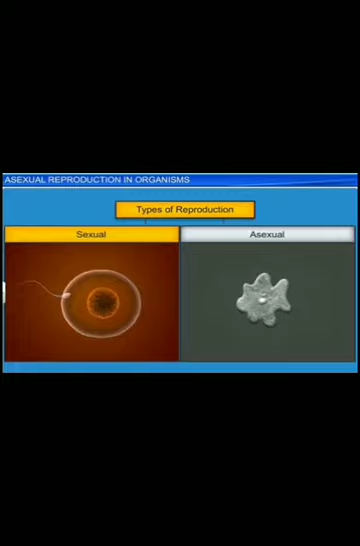 ASEXUAL REPRODUCTION IN ORGANISMS
Types of Reproduction
Sexual
Asexual